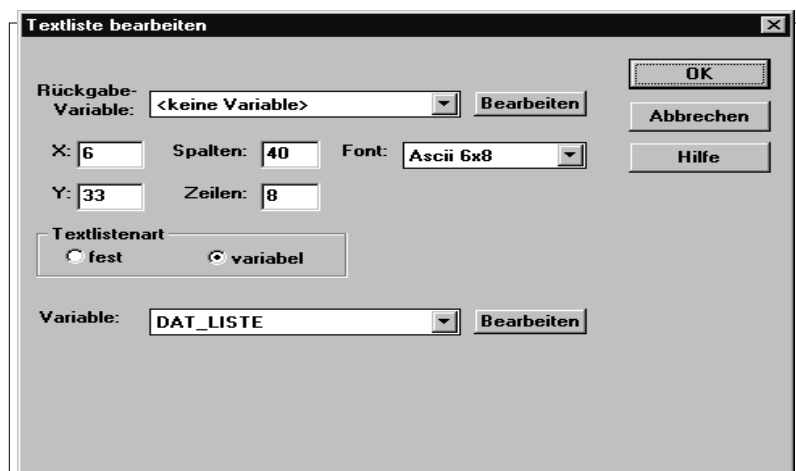 Textliste bearbeiten
OK
Rückgabe-
Variable: <keine Variable> Bearbeiten
Abbrechen
X: 6 Spalten: 40 Font: Ascii 6x8
Hilfe
Y: 33 Zeilen: 8
Textlistenart
fest variabel
Variable: DAT_LISTE Bearbeiten